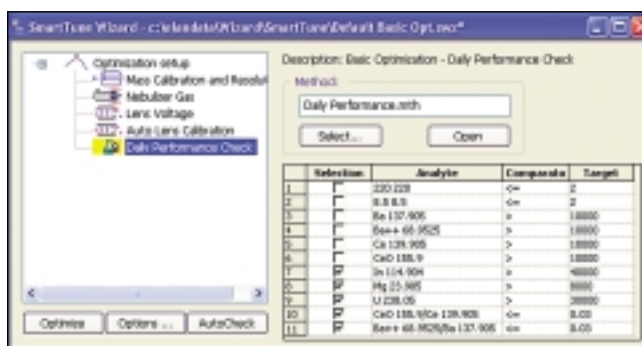 SmartTune Wizard - c:\elandata\Wizard\SmartTune\Default Basic Opt.swz*
Optimisation setup
Mass Calibration and Resolut
Nebulizer Gas
Lens Voltage
Auto Lens Calibration
Daily Performance Check
Optimise
Options ...
AutoCheck
Description: Basic Optimisation - Daily Performance Check
Method:
Daily Performance.mth
Select...
Open
Selection Analyte Comparato Target
1 220 220 <= 2
2 8.5 8.5 <= 2
3 Ba 137.905 > 10000
4 Ba++ 68.9525 > 10000
5 Ce 139.905 > 10000
6 CeO 155.9 > 10000
7 In 114.904 > 40000
8 Mg 23.985 > 8000
9 U 238.05 > 30000
10 CeO 155.9/Ce 139.905 <= 0.03
11 Ba++ 68.9525/Ba 137.905 <= 0.03